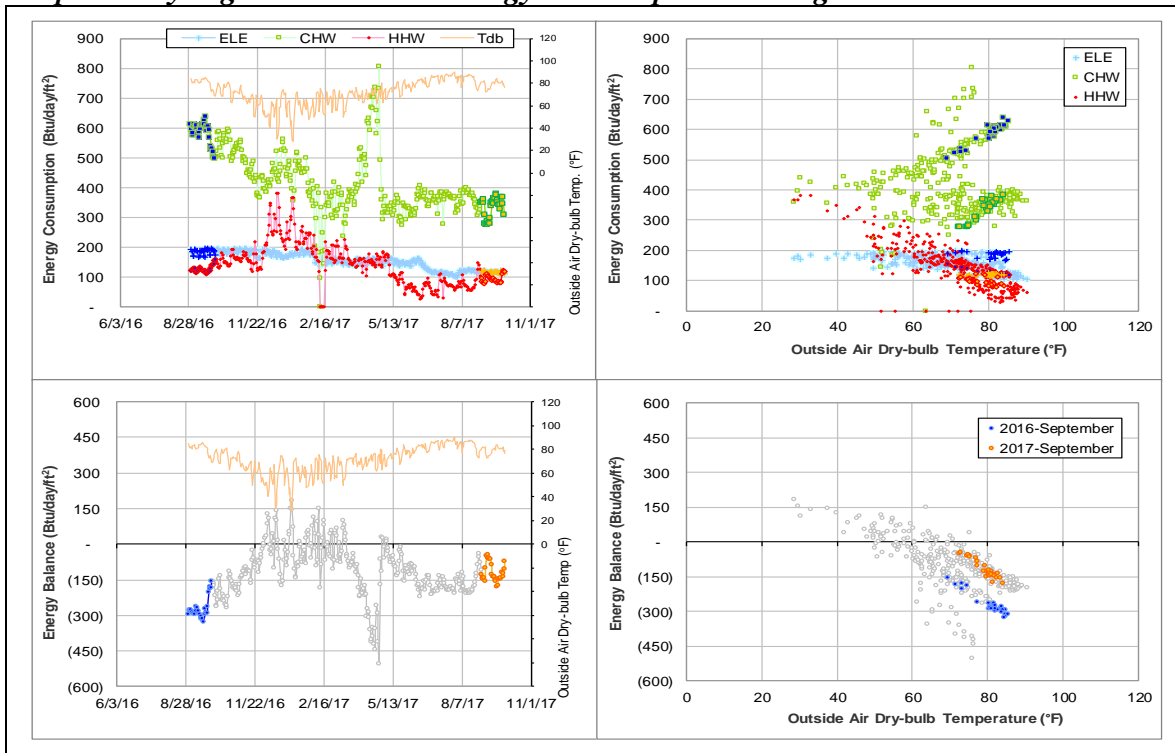 900
800
700
600
500
400
300
200
100
-
Energy Consumption (Btu/day/ft²)
ELE CHW HHW Tdb
120
100
80
60
40
20
0
Outside Air Dry-bulb Temp. (°F)
6/3/16 8/28/16 11/22/16 2/16/17 5/13/17 8/7/17 11/1/17
900
800
700
600
500
400
300
200
100
-
Energy Consumption (Btu/day/ft²)
ELE
CHW
HHW
0 20 40 60 80 100 120
Outside Air Dry-bulb Temperature (°F)
600
450
300
150
-
(150)
(300)
(450)
(600)
Energy Balance (Btu/day/ft²)
120
100
80
60
40
20
0
Outside Air Dry-bulb Temp (°F)
6/3/16 8/28/16 11/22/16 2/16/17 5/13/17 8/7/17 11/1/17
600
450
300
150
-
(150)
(300)
(450)
(600)
Energy Balance (Btu/day/ft²)
2016-September
2017-September
0 20 40 60 80 100 120
Outside Air Dry-bulb Temperature (°F)